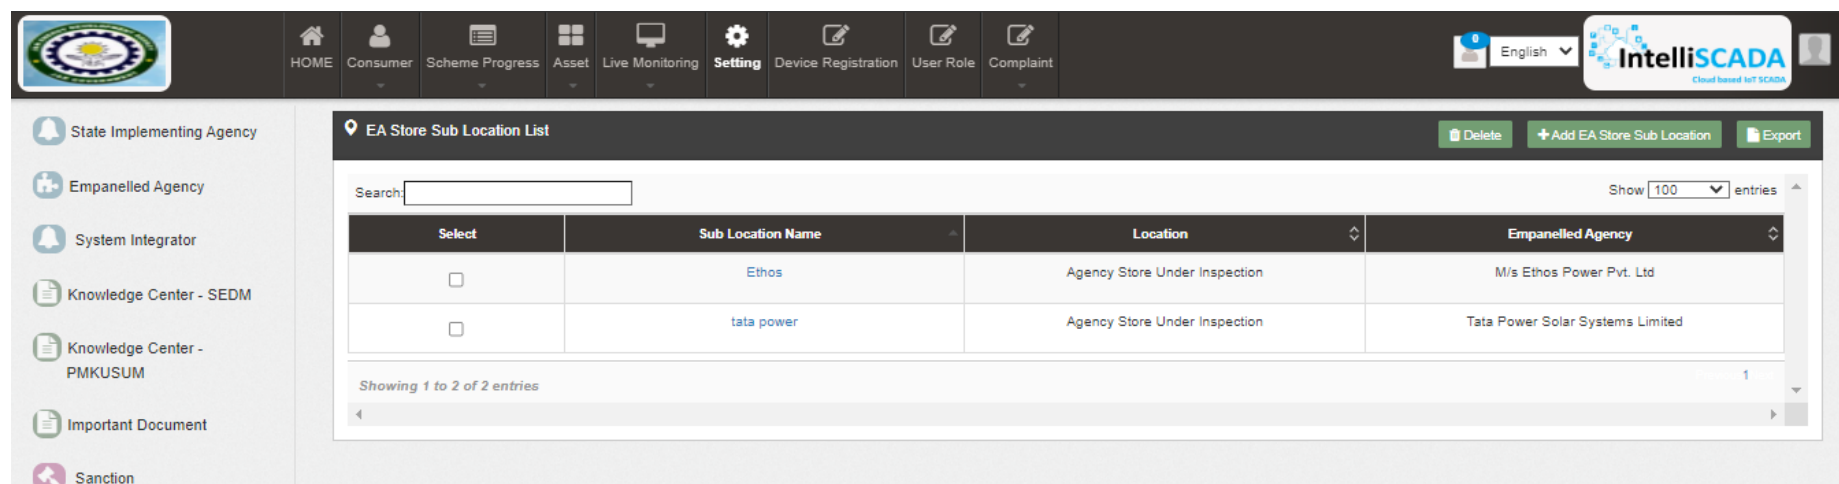 HOME Consumer Scheme Progress Asset Live Monitoring Setting Device Registration User Role Complaint
0
English
IntelliSCADA
Cloud based IoT SCADA
State Implementing Agency
Empanelled Agency
System Integrator
Knowledge Center - SEDM
Knowledge Center -
PMKUSUM
Important Document
Sanction
EA Store Sub Location List
Delete +Add EA Store Sub Location Export
Search: Show 100 entries
Select Sub Location Name Location Empanelled Agency
Ethos Agency Store Under Inspection M/s Ethos Power Pvt. Ltd
tata power Agency Store Under Inspection Tata Power Solar Systems Limited
Showing 1 to 2 of 2 entries 1